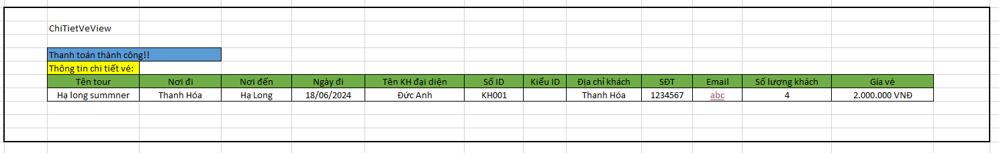 ChiTietVeView
Thanh toán thành công!!
Thông tin chi tiết vé:
Tên tour Nơi đi Nơi đến Ngày đi Tên KH đại diện Số ID Kiểu ID Địa chỉ khách SĐT Email Số lượng khách Gía vé
Hạ long summner Thanh Hóa Hạ Long 18/06/2024 Đức Anh KH001 Thanh Hóa 1234567 abc 4 2.000.000 VNĐ